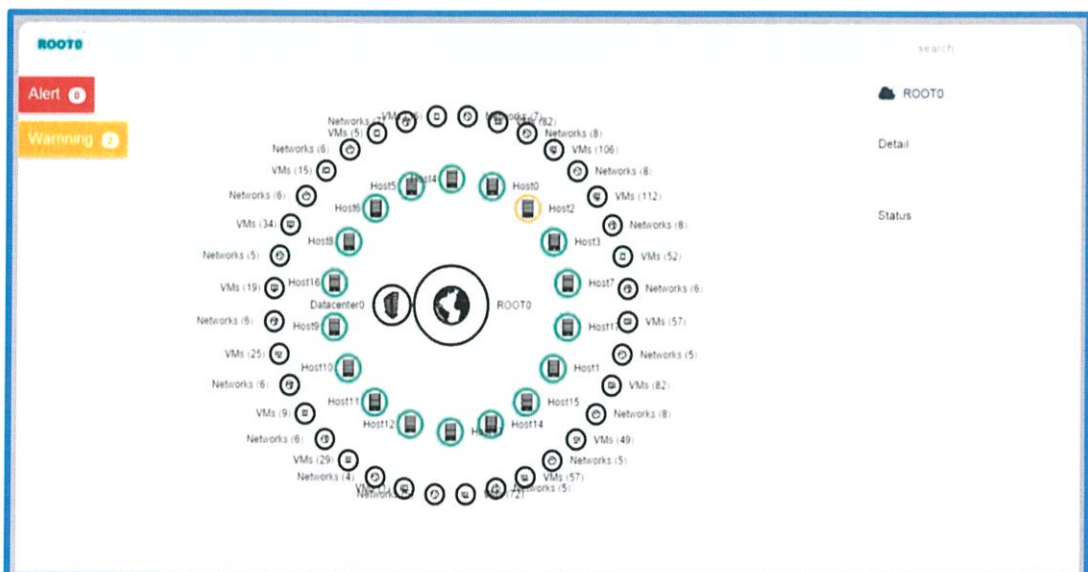 ROOT0
search
Alert 0
ROOT0
Warnning 2
Detail
Status
VMs (82)
Networks (8)
VMs (106)
Networks (8)
VMs (112)
Networks (8)
VMs (52)
Networks (6)
VMs (57)
Networks (5)
VMs (82)
Networks (8)
VMs (49)
Networks (5)
VMs (57)
Networks (5)
Networks (4)
VMs (29)
Networks (6)
VMs (9)
Networks (6)
VMs (25)
Networks (6)
VMs (19)
Networks (5)
VMs (34)
Networks (6)
VMs (15)
Networks (6)
VMs (5)
Host0
Host2
Host3
Host7
Host1
Host15
Host14
Host12
Host11
Host10
Host9
Host16
Host8
Host6
Host5
Datacenter0
ROOT0